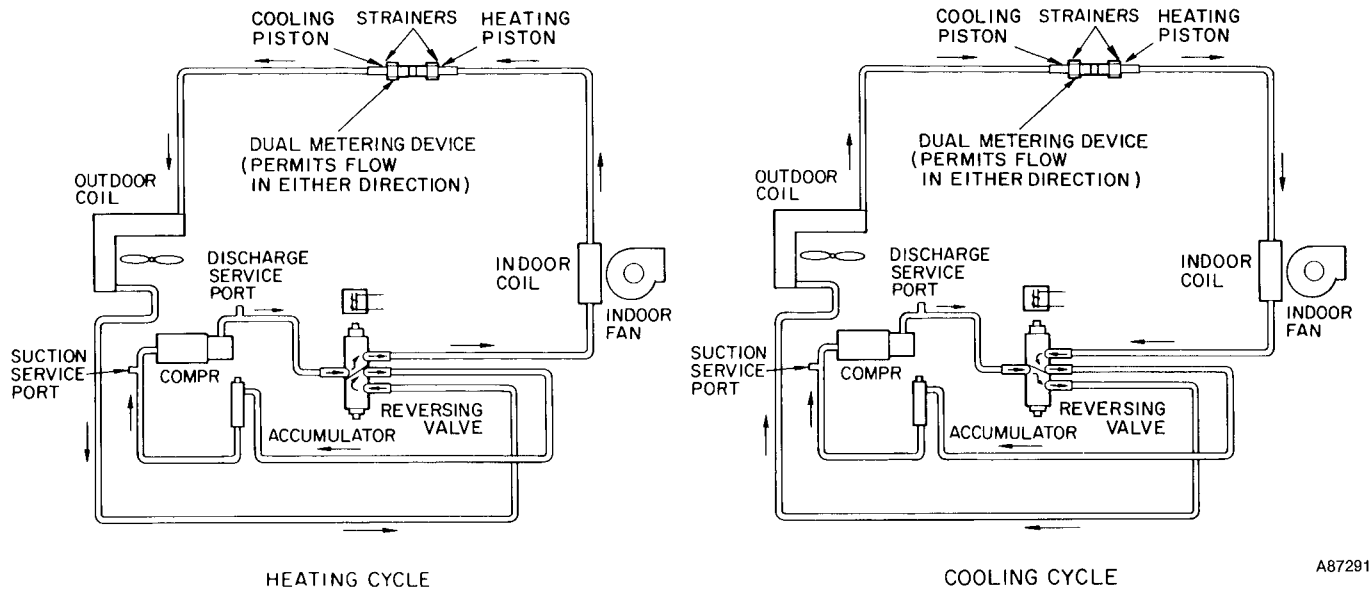 COOLING
PISTON
STRAINERS
HEATING
PISTON
DUAL METERING DEVICE
(PERMITS FLOW
IN EITHER DIRECTION)
OUTDOOR
COIL
DISCHARGE
SERVICE
PORT
INDOOR
COIL
INDOOR
FAN
SUCTION
SERVICE
PORT
COMPR
REVERSING
VALVE
ACCUMULATOR
HEATING CYCLE
COOLING
PISTON
STRAINERS
HEATING
PISTON
DUAL METERING DEVICE
(PERMITS FLOW
IN EITHER DIRECTION)
OUTDOOR
COIL
DISCHARGE
SERVICE
PORT
INDOOR
COIL
INDOOR
FAN
SUCTION
SERVICE
PORT
COMPR
REVERSING
VALVE
ACCUMULATOR
COOLING CYCLE
A87291